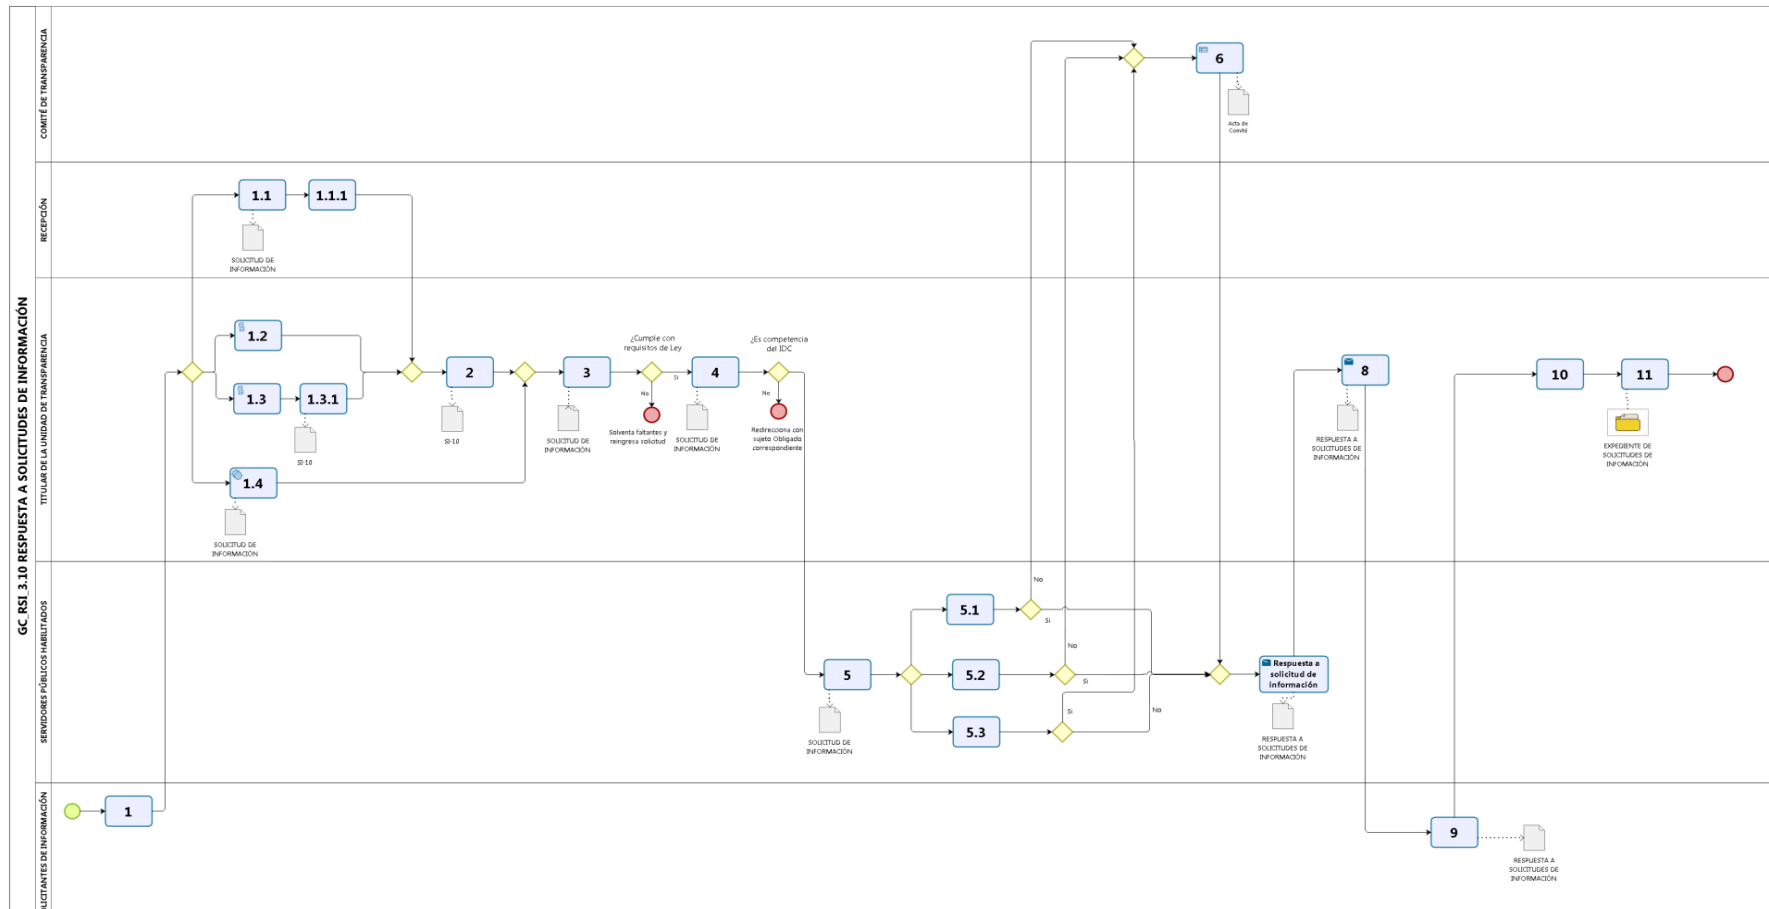 GC_RSI_3.10 RESPUESTA A SOLICITUDES DE INFORMACIÓN
COMITÉ DE TRANSPARENCIA
6
Acta de
Comité
RECEPCIÓN
1.1
1.1.1
SOLICITUD DE
INFORMACIÓN
TITULAR DE LA UNIDAD DE TRANSPARENCIA
1.2
1.3
1.3.1
SI-10
1.4
SOLICITUD DE
INFORMACIÓN
2
SI-10
3
SOLICITUD DE
INFORMACIÓN
¿Cumple con
requisitos de Ley
Si
No
Solventa faltantes y
reingresa solicitud
4
SOLICITUD DE
INFORMACIÓN
¿Es competencia
del IDC
No
Redirecciona con
sujeto Obligado
correspondiente
8
RESPUESTA A
SOLICITUDES DE
INFORMACIÓN
10
11
EXPEDIENTE DE
SOLICITUDES DE
INFOMACIÓN
SERVIDORES PÚBLICOS HABILITADOS
5
SOLICITUD DE
INFORMACIÓN
5.1
No
Si
5.2
No
Si
5.3
Si
No
Respuesta a
solicitud de
información
RESPUESTA A
SOLICITUDES DE
INFORMACIÓN
OLICITANTES DE INFORMACIÓN
1
9
RESPUESTA A
SOLICITUDES DE
INFORMACIÓN